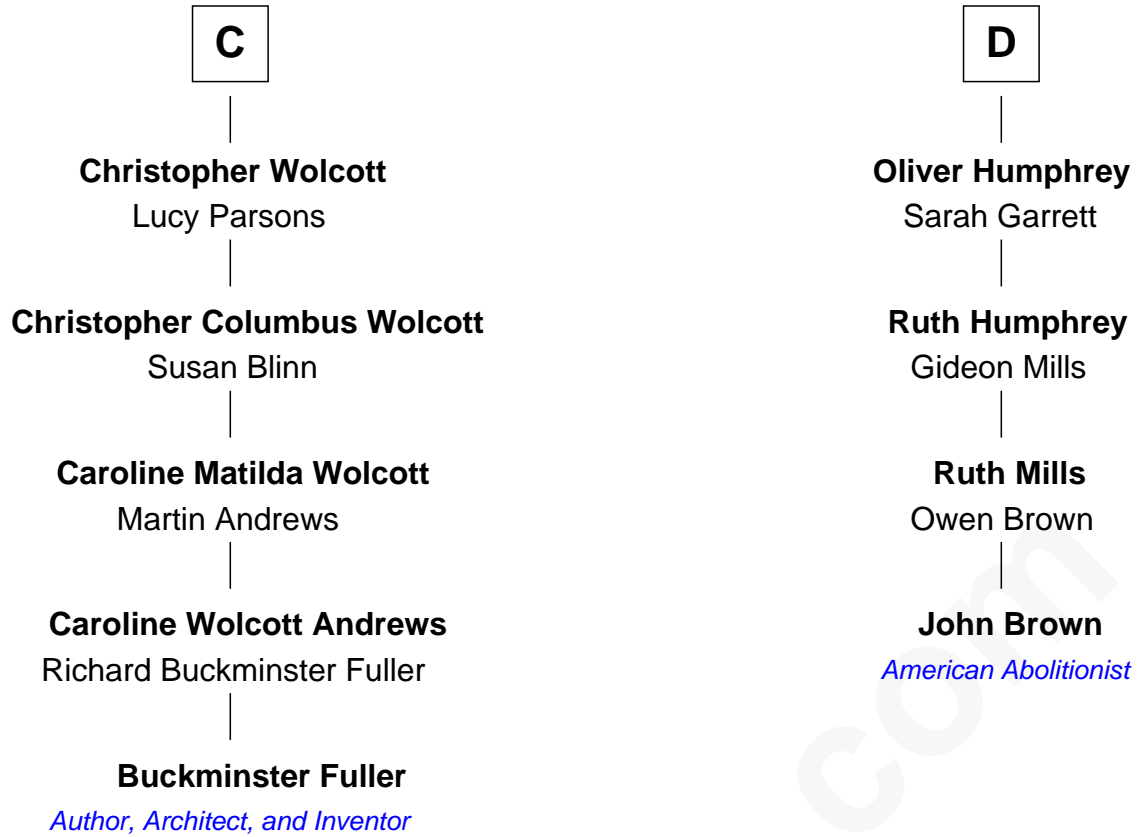 C
Christopher Wolcott
Lucy Parsons
Christopher Columbus Wolcott
Susan Blinn
Caroline Matilda Wolcott
Martin Andrews
Caroline Wolcott Andrews
Richard Buckminster Fuller
Buckminster Fuller
Author, Architect, and Inventor
D
Oliver Humphrey
Sarah Garrett
Ruth Humphrey
Gideon Mills
Ruth Mills
Owen Brown
John Brown
American Abolitionist
com